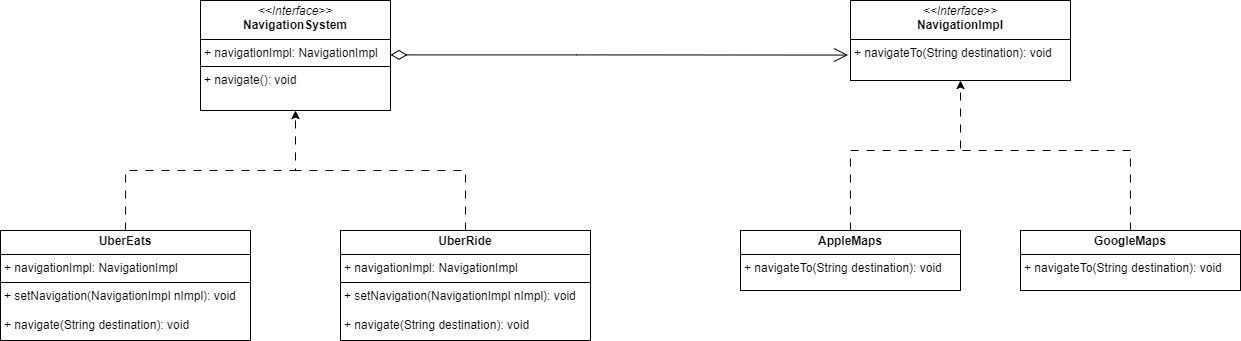 <<Interface>>
NavigationSystem
+ navigationImpl: NavigationImpl
+ navigate(): void
<<Interface>>
NavigationImpl
+ navigateTo(String destination): void
UberEats
+ navigationImpl: NavigationImpl
+ setNavigation(NavigationImpl nImpl): void
+ navigate(String destination): void
UberRide
+ navigationImpl: NavigationImpl
+ setNavigation(NavigationImpl nImpl): void
+ navigate(String destination): void
AppleMaps
+ navigateTo(String destination): void
GoogleMaps
+ navigateTo(String destination): void